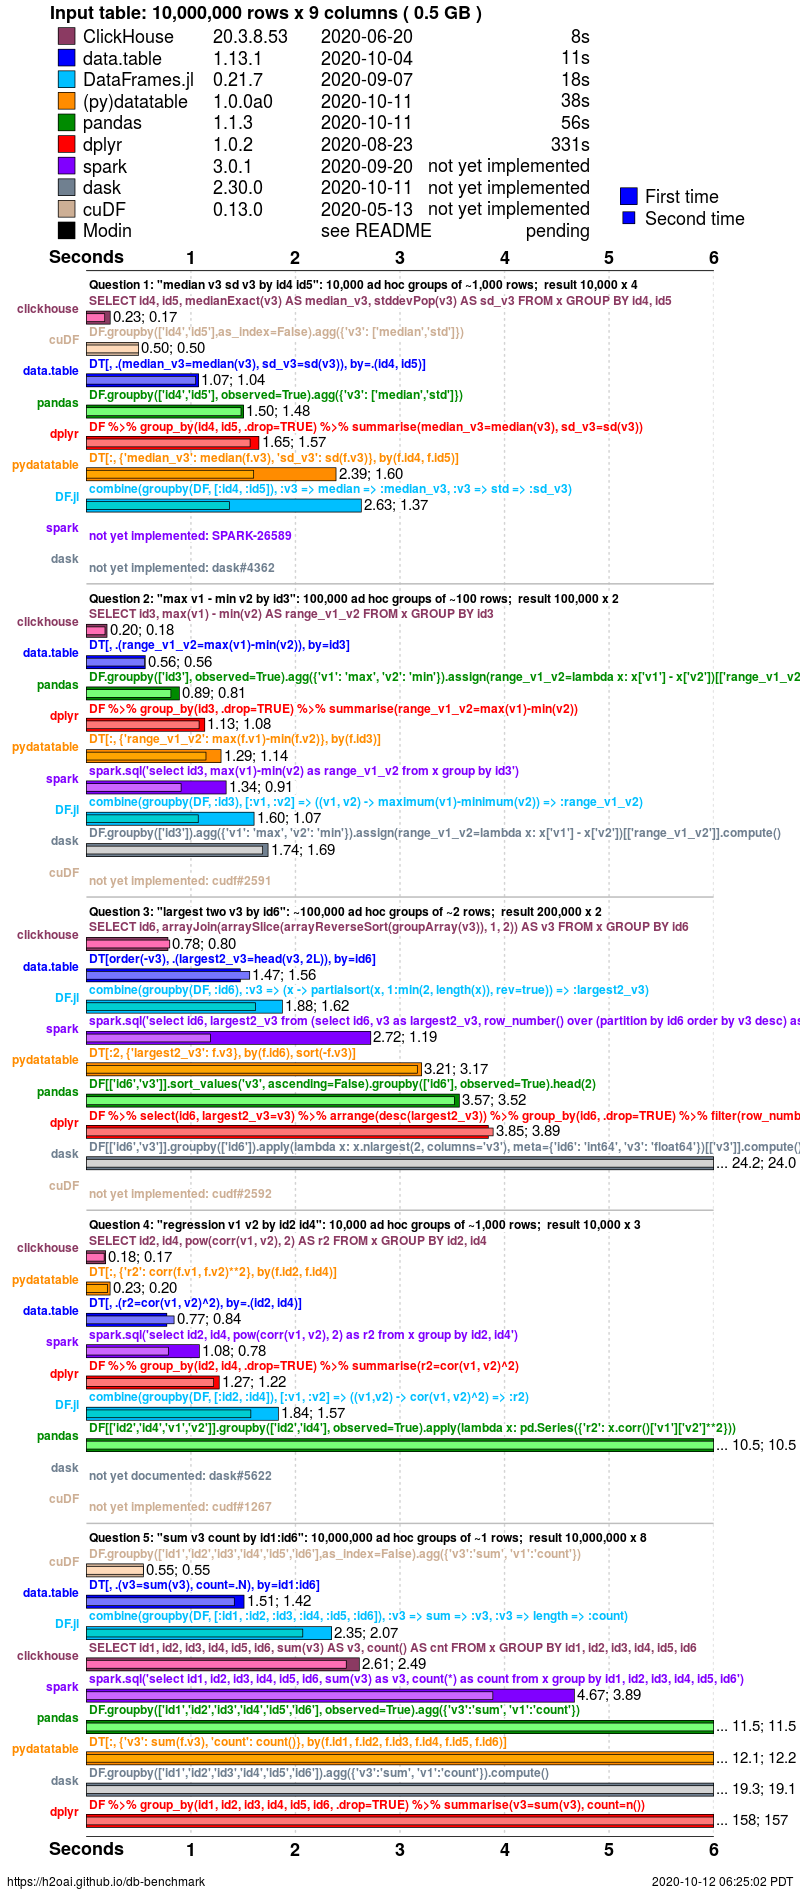 Input table: 10,000,000 rows x 9 columns ( 0.5 GB )
ClickHouse 20.3.8.53 2020-06-20 8s
data.table 1.13.1 2020-10-04 11s
DataFrames.jl 0.21.7 2020-09-07 18s
(py)datatable 1.0.0a0 2020-10-11 38s
pandas 1.1.3 2020-10-11 56s
dplyr 1.0.2 2020-08-23 331s
spark 3.0.1 2020-09-20 not yet implemented
dask 2.30.0 2020-10-11 not yet implemented
cuDF 0.13.0 2020-05-13 not yet implemented
Modin see README pending
First time
Second time
Seconds 1 2 3 4 5 6
Question 1: "median v3 sd v3 by id4 id5": 10,000 ad hoc groups of ~1,000 rows; result 10,000 x 4
SELECT id4, id5, medianExact(v3) AS median_v3, stddevPop(v3) AS sd_v3 FROM x GROUP BY id4, id5
clickhouse 0.23; 0.17
DF.groupby(['id4','id5'],as_index=False).agg({'v3': ['median','std']})
cuDF 0.50; 0.50
DT[, .(median_v3=median(v3), sd_v3=sd(v3)), by=.(id4, id5)]
data.table 1.07; 1.04
DF.groupby(['id4','id5'], observed=True).agg({'v3': ['median','std']})
pandas 1.50; 1.48
DF %>% group_by(id4, id5, .drop=TRUE) %>% summarise(median_v3=median(v3), sd_v3=sd(v3))
dplyr 1.65; 1.57
DT[:, {'median_v3': median(f.v3), 'sd_v3': sd(f.v3)}, by(f.id4, f.id5)]
pydatatable 2.39; 1.60
combine(groupby(DF, [:id4, :id5]), :v3 => median => :median_v3, :v3 => std => :sd_v3)
DF.jl 2.63; 1.37
spark not yet implemented: SPARK-26589
dask not yet implemented: dask#4362
Question 2: "max v1 - min v2 by id3": 100,000 ad hoc groups of ~100 rows; result 100,000 x 2
SELECT id3, max(v1) - min(v2) AS range_v1_v2 FROM x GROUP BY id3
clickhouse 0.20; 0.18
DT[, .(range_v1_v2=max(v1)-min(v2)), by=id3]
data.table 0.56; 0.56
DF.groupby(['id3'], observed=True).agg({'v1': 'max', 'v2': 'min'}).assign(range_v1_v2=lambda x: x['v1'] - x['v2'])[['range_v1_v2
pandas 0.89; 0.81
DF %>% group_by(id3, .drop=TRUE) %>% summarise(range_v1_v2=max(v1)-min(v2))
dplyr 1.13; 1.08
DT[:, {'range_v1_v2': max(f.v1)-min(f.v2)}, by(f.id3)]
pydatatable 1.29; 1.14
spark.sql('select id3, max(v1)-min(v2) as range_v1_v2 from x group by id3')
spark 1.34; 0.91
combine(groupby(DF, :id3), [:v1, :v2] => ((v1, v2) -> maximum(v1)-minimum(v2)) => :range_v1_v2)
DF.jl 1.60; 1.07
DF.groupby(['id3']).agg({'v1': 'max', 'v2': 'min'}).assign(range_v1_v2=lambda x: x['v1'] - x['v2'])[['range_v1_v2']].compute()
dask 1.74; 1.69
cuDF not yet implemented: cudf#2591
Question 3: "largest two v3 by id6": ~100,000 ad hoc groups of ~2 rows; result 200,000 x 2
SELECT id6, arrayJoin(arraySlice(arrayReverseSort(groupArray(v3)), 1, 2)) AS v3 FROM x GROUP BY id6
clickhouse 0.78; 0.80
DT[order(-v3), .(largest2_v3=head(v3, 2L)), by=id6]
data.table 1.47; 1.56
combine(groupby(DF, :id6), :v3 => (x -> partialsort(x, 1:min(2, length(x)), rev=true)) => :largest2_v3)
DF.jl 1.88; 1.62
spark.sql('select id6, largest2_v3 from (select id6, v3 as largest2_v3, row_number() over (partition by id6 order by v3 desc) as
spark 2.72; 1.19
DT[:2, {'largest2_v3': f.v3}, by(f.id6), sort(-f.v3)]
pydatatable 3.21; 3.17
DF[['id6','v3']].sort_values('v3', ascending=False).groupby(['id6'], observed=True).head(2)
pandas 3.57; 3.52
DF %>% select(id6, largest2_v3=v3) %>% arrange(desc(largest2_v3)) %>% group_by(id6, .drop=TRUE) %>% filter(row_numb
dplyr 3.85; 3.89
DF[['id6','v3']].groupby(['id6']).apply(lambda x: x.nlargest(2, columns='v3'), meta={'id6': 'int64', 'v3': 'float64'})[['v3']].compute()
dask ... 24.2; 24.0
cuDF not yet implemented: cudf#2592
Question 4: "regression v1 v2 by id2 id4": 10,000 ad hoc groups of ~1,000 rows; result 10,000 x 3
SELECT id2, id4, pow(corr(v1, v2), 2) AS r2 FROM x GROUP BY id2, id4
clickhouse 0.18; 0.17
DT[:, {'r2': corr(f.v1, f.v2)**2}, by(f.id2, f.id4)]
pydatatable 0.23; 0.20
DT[, .(r2=cor(v1, v2)^2), by=.(id2, id4)]
data.table 0.77; 0.84
spark.sql('select id2, id4, pow(corr(v1, v2), 2) as r2 from x group by id2, id4')
spark 1.08; 0.78
DF %>% group_by(id2, id4, .drop=TRUE) %>% summarise(r2=cor(v1, v2)^2)
dplyr 1.27; 1.22
combine(groupby(DF, [:id2, :id4]), [:v1, :v2] => ((v1,v2) -> cor(v1, v2)^2) => :r2)
DF.jl 1.84; 1.57
DF[['id2','id4','v1','v2']].groupby(['id2','id4'], observed=True).apply(lambda x: pd.Series({'r2': x.corr()['v1']['v2']**2}))
pandas ... 10.5; 10.5
dask not yet documented: dask#5622
cuDF not yet implemented: cudf#1267
Question 5: "sum v3 count by id1:id6": 10,000,000 ad hoc groups of ~1 rows; result 10,000,000 x 8
DF.groupby(['id1','id2','id3','id4','id5','id6'],as_index=False).agg({'v3':'sum', 'v1':'count'})
cuDF 0.55; 0.55
DT[, .(v3=sum(v3), count=.N), by=id1:id6]
data.table 1.51; 1.42
combine(groupby(DF, [:id1, :id2, :id3, :id4, :id5, :id6]), :v3 => sum => :v3, :v3 => length => :count)
DF.jl 2.35; 2.07
SELECT id1, id2, id3, id4, id5, id6, sum(v3) AS v3, count() AS cnt FROM x GROUP BY id1, id2, id3, id4, id5, id6
clickhouse 2.61; 2.49
spark.sql('select id1, id2, id3, id4, id5, id6, sum(v3) as v3, count(*) as count from x group by id1, id2, id3, id4, id5, id6')
spark 4.67; 3.89
DF.groupby(['id1','id2','id3','id4','id5','id6'], observed=True).agg({'v3':'sum', 'v1':'count'})
pandas ... 11.5; 11.5
DT[:, {'v3': sum(f.v3), 'count': count()}, by(f.id1, f.id2, f.id3, f.id4, f.id5, f.id6)]
pydatatable ... 12.1; 12.2
DF.groupby(['id1','id2','id3','id4','id5','id6']).agg({'v3':'sum', 'v1':'count'}).compute()
dask ... 19.3; 19.1
DF %>% group_by(id1, id2, id3, id4, id5, id6, .drop=TRUE) %>% summarise(v3=sum(v3), count=n())
dplyr ... 158; 157
Seconds 1 2 3 4 5 6
https://h2oai.github.io/db-benchmark 2020-10-12 06:25:02 PDT